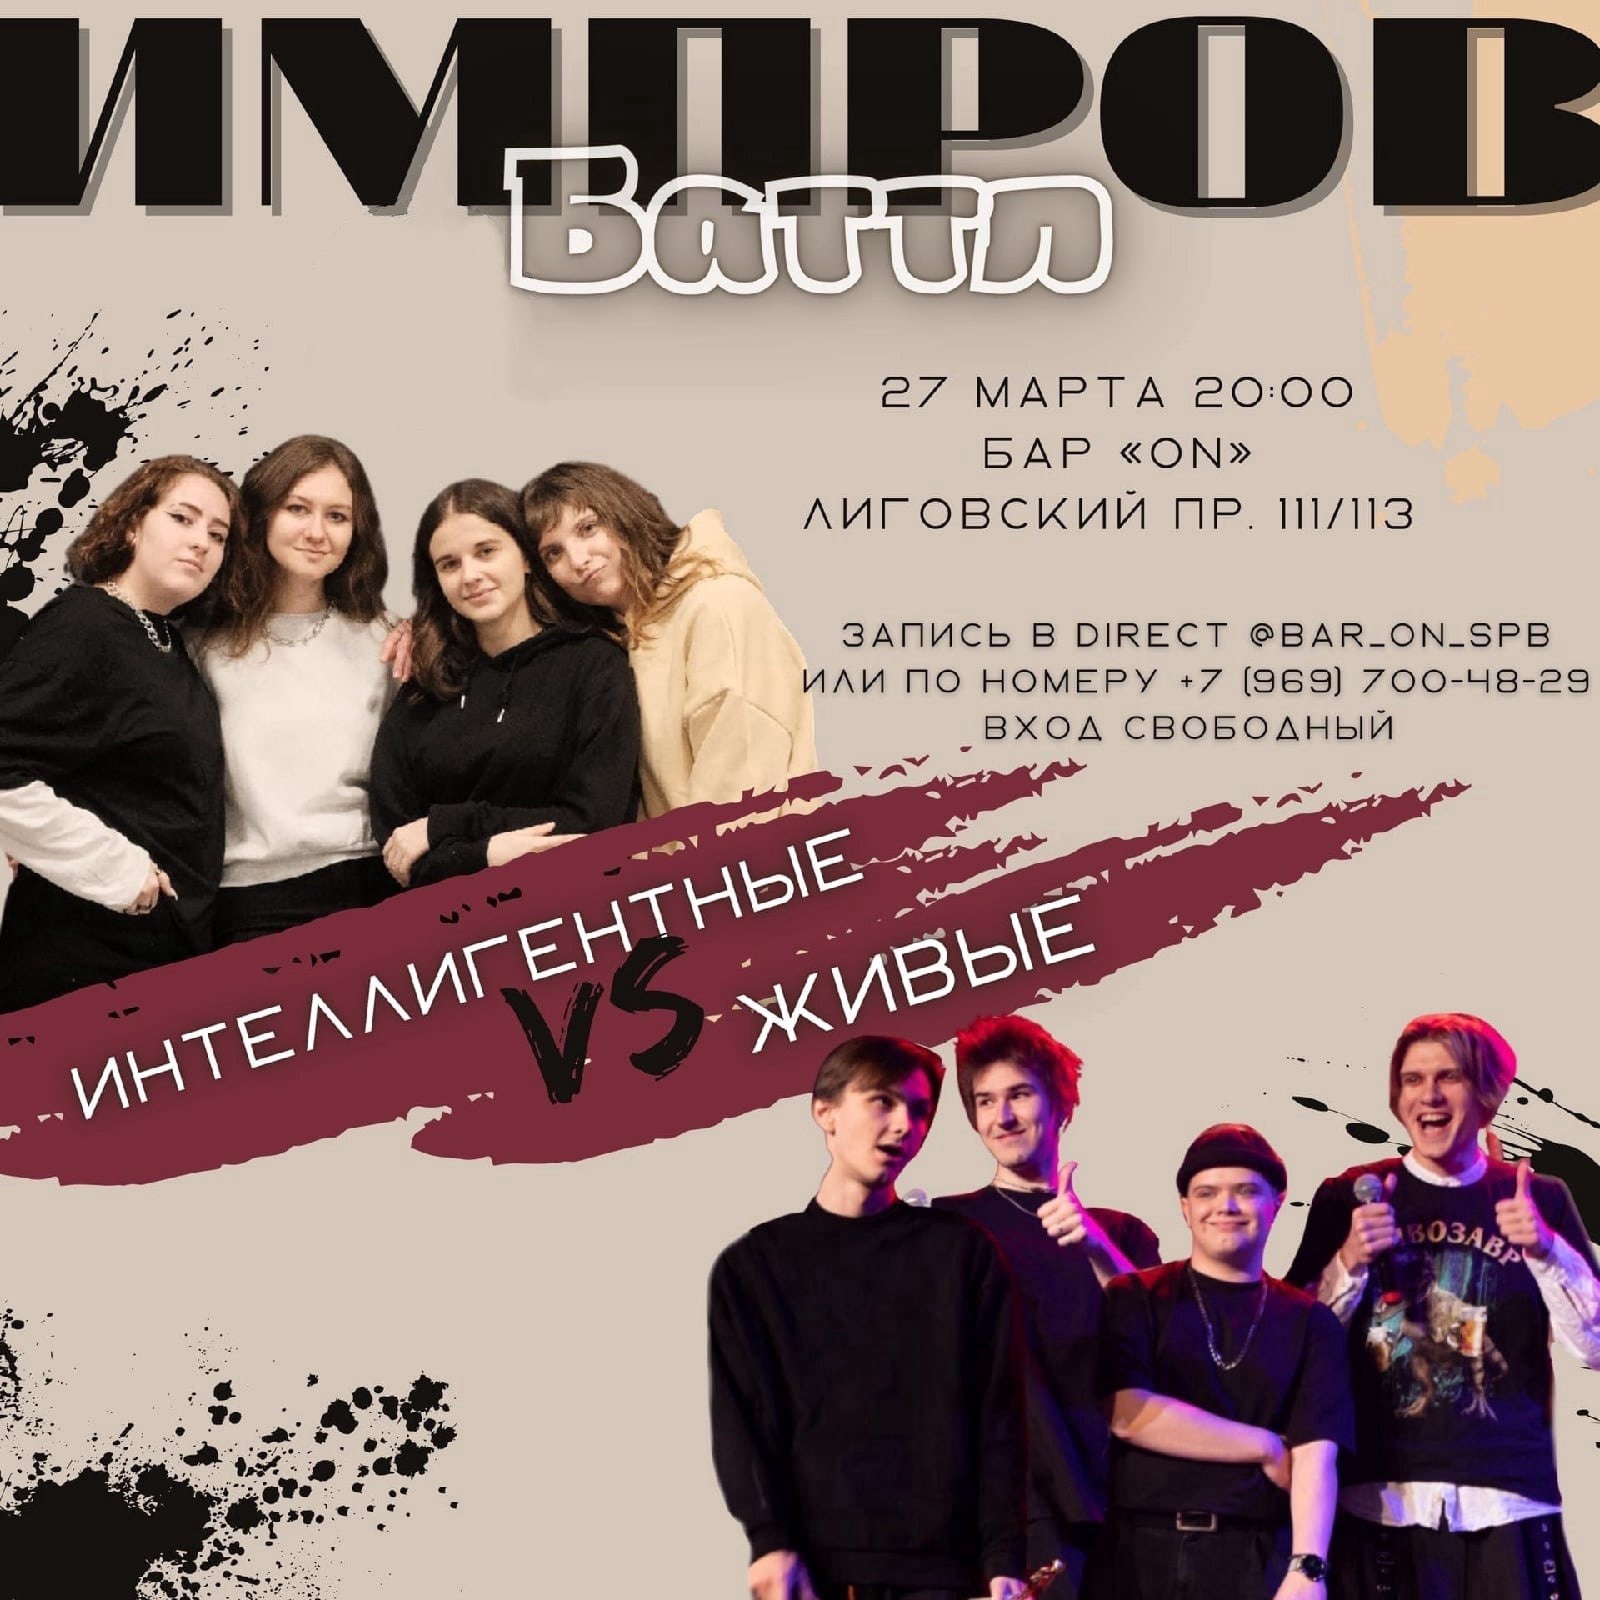 ИМПРОВ
Баттл
27 МАРТА 20:00
БАР «ON»
ЛИГОВСКИЙ ПР. 111/113
ЗАПИСЬ В DIRECT @BAR_ON_SPB
ИЛИ ПО НОМЕРУ +7 (969) 700-48-29
ВХОД СВОБОДНЫЙ
ИНТЕЛЛИГЕНТНЫЕ
VS
ЖИВЫЕ